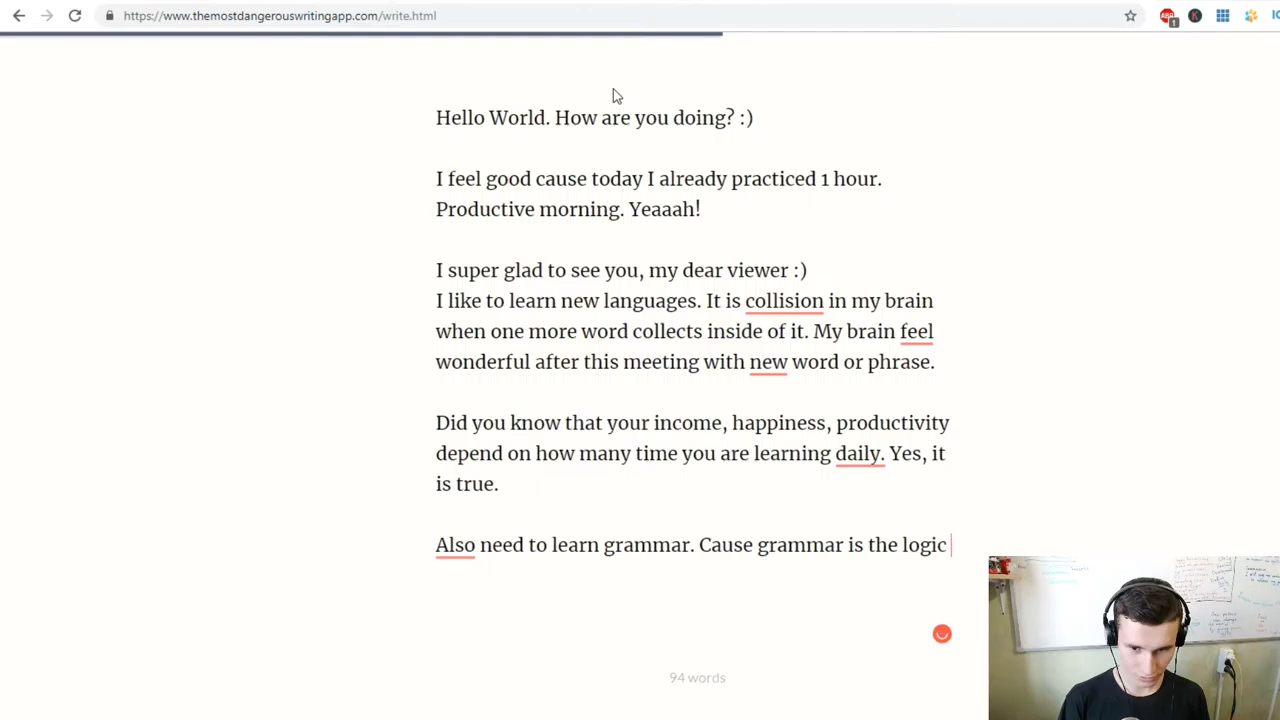 https://www.themostdangerouswritingapp.com/write.html
ABP
1
K
Hello World. How are you doing? :)
I feel good cause today I already practiced 1 hour.
Productive morning. Yeaaah!
I super glad to see you, my dear viewer :)
I like to learn new languages. It is collision in my brain
when one more word collects inside of it. My brain feel
wonderful after this meeting with new word or phrase.
Did you know that your income, happiness, productivity
depend on how many time you are learning daily. Yes, it
is true.
Also need to learn grammar. Cause grammar is the logic
94 words